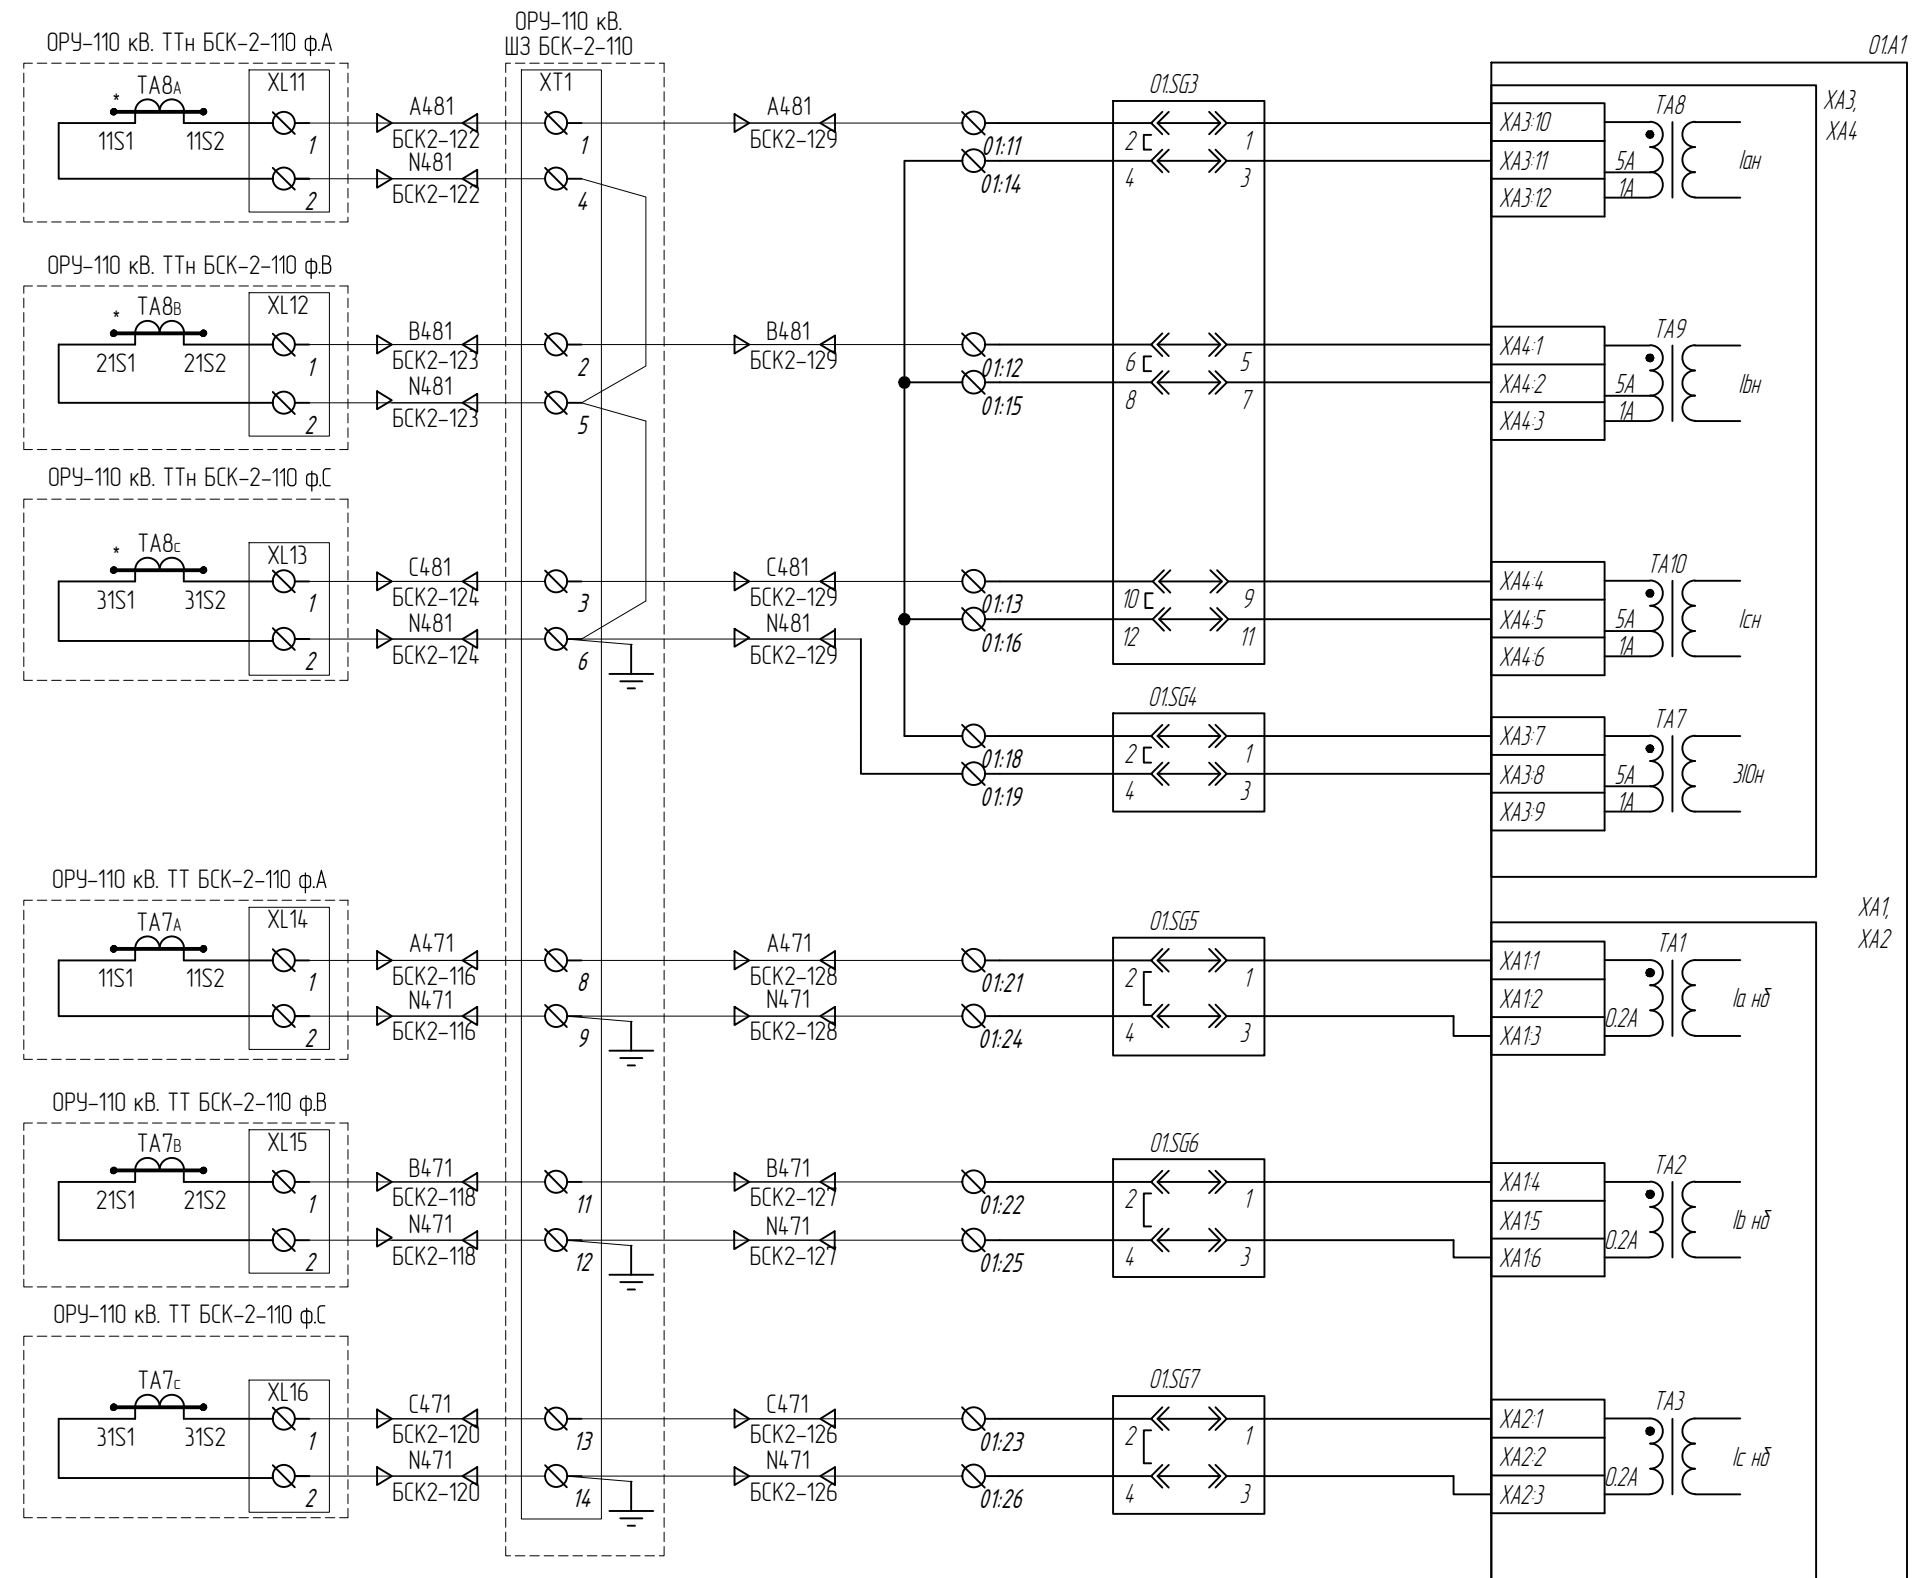 ОРУ-110 кВ.
ШЗ БСК-2-110
01.А1
ОРУ-110 кВ. ТТн БСК-2-110 ф.А
TA8A
*
11S1
11S2
XL11
1
2
A481
БСК2-122
N481
БСК2-122
XT1
1
4
A481
БСК2-129
01:11
01:14
01.SG3
2
1
4
3
XA3:10
XA3:11
XA3:12
5А
1А
TA8
Iан
XA3,
XA4
ОРУ-110 кВ. ТТн БСК-2-110 ф.В
TA8B
*
21S1
21S2
XL12
1
2
B481
БСК2-123
N481
БСК2-123
2
5
B481
БСК2-129
01:12
01:15
6
5
8
7
XA4:1
XA4:2
XA4:3
5А
1А
TA9
Ibн
ОРУ-110 кВ. ТТн БСК-2-110 ф.С
TA8C
*
31S1
31S2
XL13
1
2
C481
БСК2-124
N481
БСК2-124
3
6
C481
БСК2-129
N481
БСК2-129
01:13
01:16
10
9
12
11
XA4:4
XA4:5
XA4:6
5А
1А
TA10
Iсн
01.SG4
01:18
01:19
2
1
4
3
XA3:7
XA3:8
XA3:9
5А
1А
TA7
3I0н
ОРУ-110 кВ. ТТ БСК-2-110 ф.А
TA7A
11S1
11S2
XL14
1
2
A471
БСК2-116
N471
БСК2-116
8
9
A471
БСК2-128
N471
БСК2-128
01:21
01:24
01.SG5
2
1
4
3
XA1:1
XA1:2
XA1:3
0.2А
TA1
Iа нб
XA1,
XA2
ОРУ-110 кВ. ТТ БСК-2-110 ф.В
TA7B
21S1
21S2
XL15
1
2
B471
БСК2-118
N471
БСК2-118
11
12
B471
БСК2-127
N471
БСК2-127
01:22
01:25
01.SG6
2
1
4
3
XA1:4
XA1:5
XA1:6
0.2А
TA2
Ib нб
ОРУ-110 кВ. ТТ БСК-2-110 ф.С
TA7C
31S1
31S2
XL16
1
2
C471
БСК2-120
N471
БСК2-120
13
14
C471
БСК2-126
N471
БСК2-126
01:23
01:26
01.SG7
2
1
4
3
XA2:1
XA2:2
XA2:3
0.2А
TA3
Iс нб